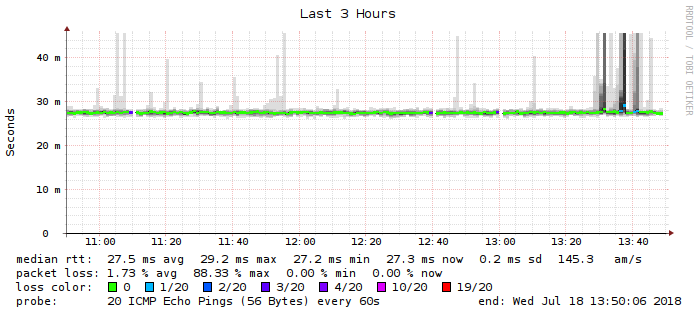 Last 3 Hours
RRDTOOL / TOBI OETIKER
Seconds
40 m
30 m
20 m
10 m
0
11:00 11:20 11:40 12:00 12:20 12:40 13:00 13:20 13:40
median rtt: 27.5 ms avg 29.2 ms max 27.2 ms min 27.3 ms now 0.2 ms sd 145.3 am/s
packet loss: 1.73 % avg 88.33 % max 0.00 % min 0.00 % now
loss color: 0 1/20 2/20 3/20 4/20 10/20 19/20
probe: 20 ICMP Echo Pings (56 Bytes) every 60s end: Wed Jul 18 13:50:06 2018